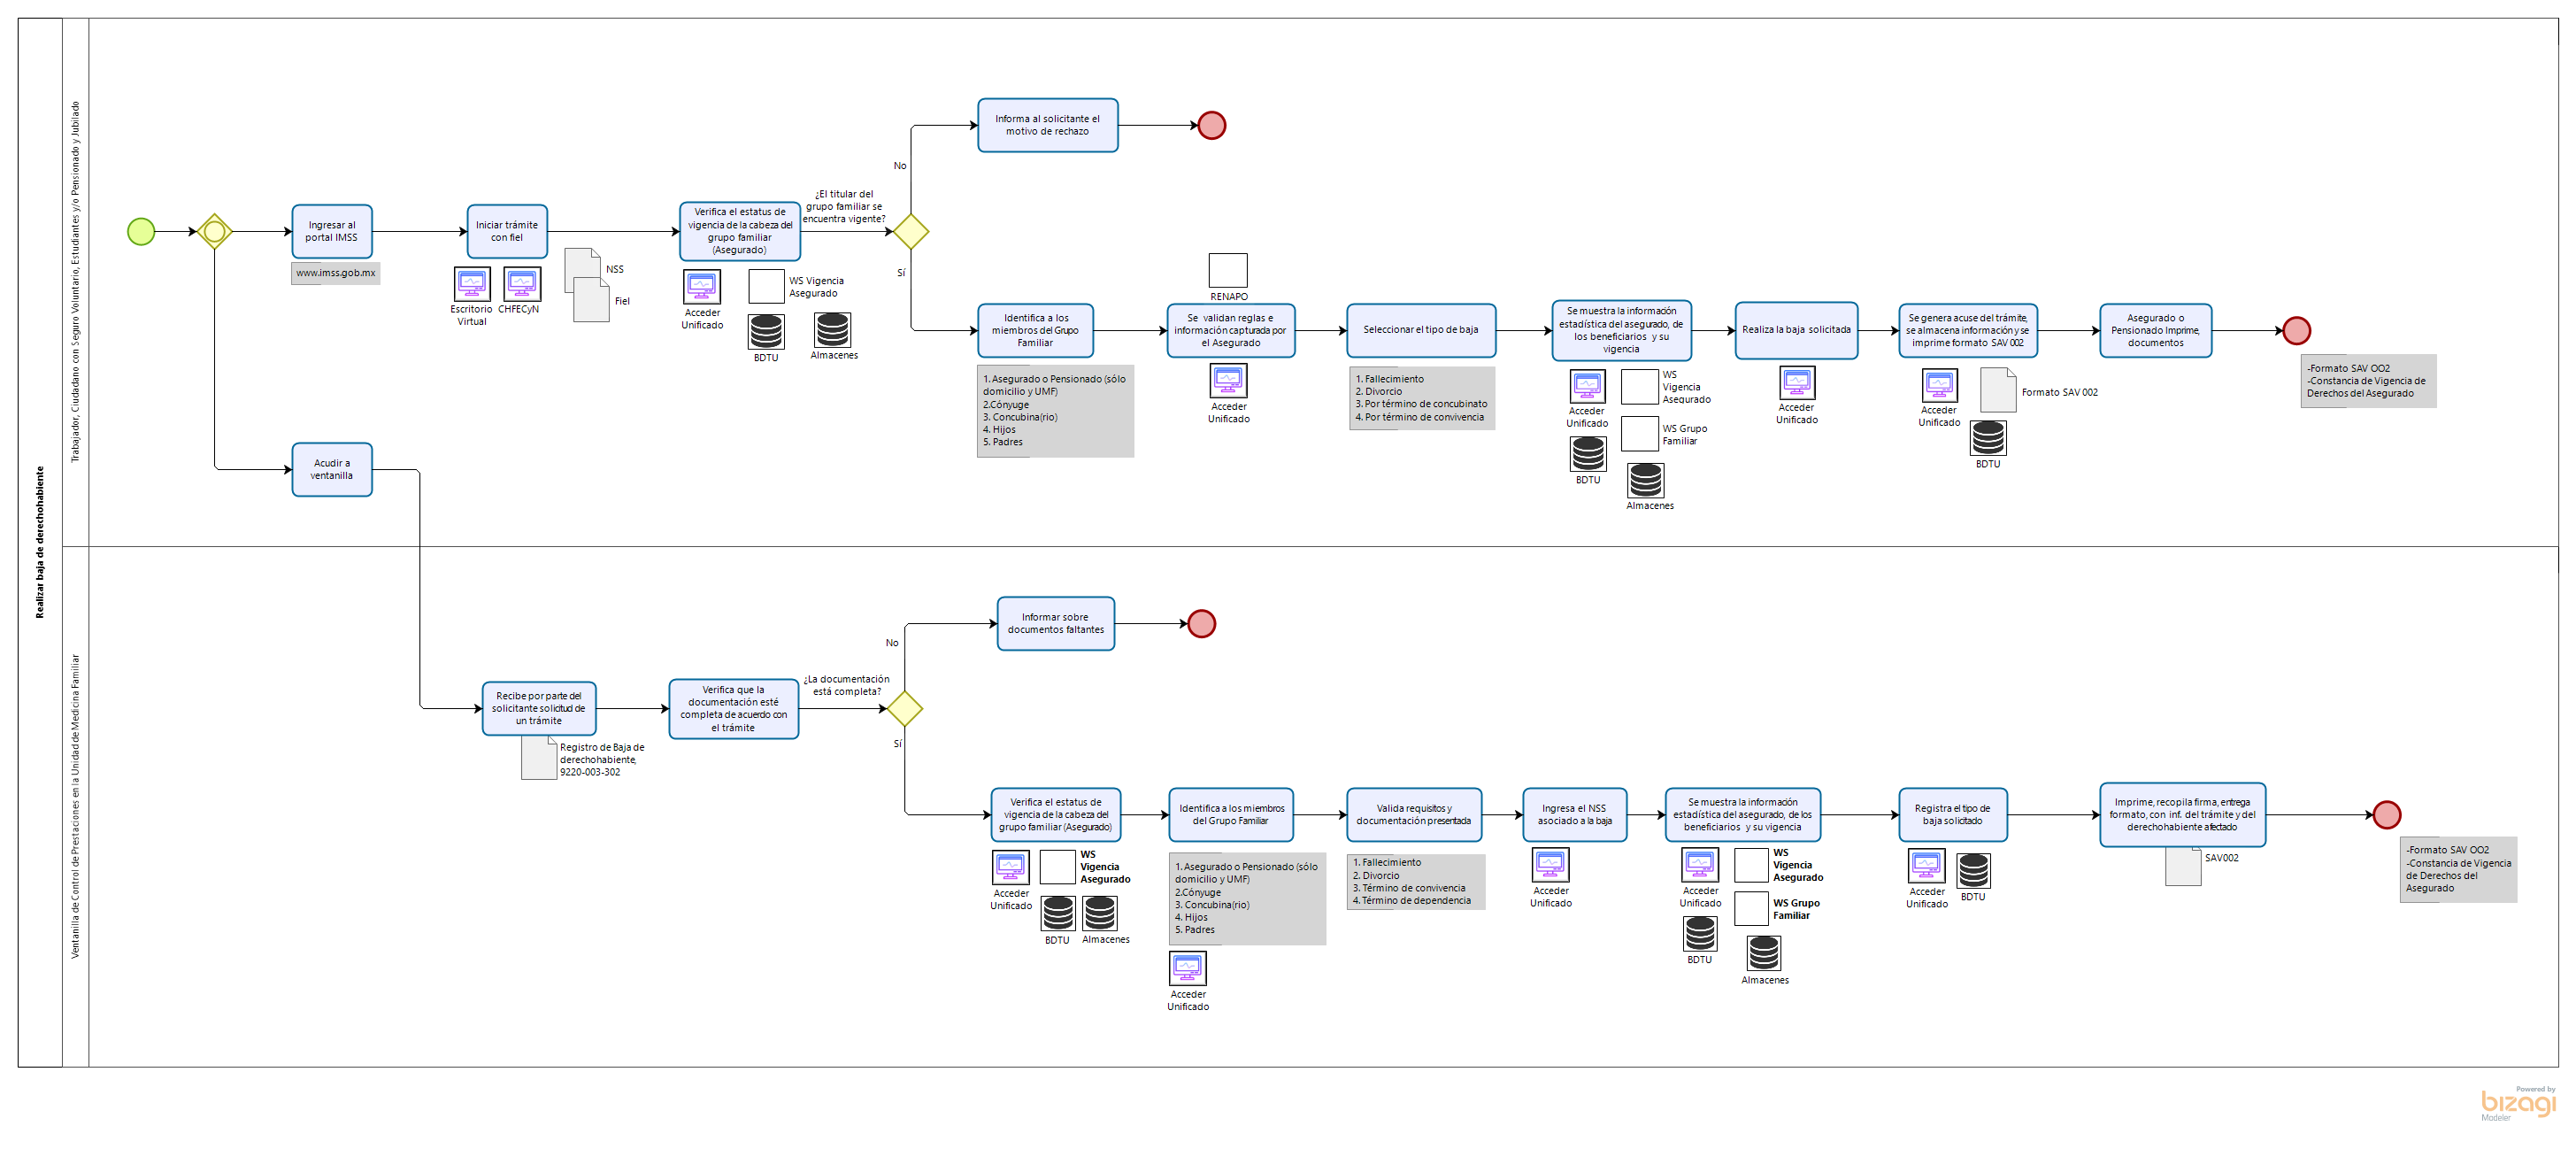 Realizar baja de derechohabiente
Trabajador, Ciudadano con Seguro Voluntario, Estudiantes y/o Pensionado y Jubilado
Informa al solicitante el
motivo de rechazo
No
¿El titular del
grupo familiar se
encuentra vigente?
Sí
Ingresar al
portal IMSS
www.imss.gob.mx
Iniciar trámite
con fiel
Escritorio
Virtual
CHFECyN
NSS
Fiel
Verifica el estatus de
vigencia de la cabeza del
grupo familiar
(Asegurado)
Acceder
Unificado
WS Vigencia
Asegurado
BDTU
Almacenes
Identifica a los
miembros del Grupo
Familiar
1. Asegurado o Pensionado (sólo
domicilio y UMF)
2.Cónyuge
3. Concubina(rio)
4. Hijos
5. Padres
RENAPO
Se validan reglas e
información capturada por
el Asegurado
Acceder
Unificado
Seleccionar el tipo de baja
1. Fallecimiento
2. Divorcio
3. Por término de concubinato
4. Por término de convivencia
Se muestra la información
estadística del asegurado, de
los beneficiarios y su
vigencia
Acceder
Unificado
WS
Vigencia
Asegurado
WS Grupo
Familiar
BDTU
Almacenes
Realiza la baja solicitada
Acceder
Unificado
Se genera acuse del trámite,
se almacena información y se
imprime formato SAV 002
Acceder
Unificado
Formato SAV 002
BDTU
Asegurado o
Pensionado Imprime,
documentos
-Formato SAV OO2
-Constancia de Vigencia de
Derechos del Asegurado
Acudir a
ventanilla
Ventanilla de Control de Prestaciones en la Unidad de Medicina Familiar
Informar sobre
documentos faltantes
No
¿La documentación
está completa?
Sí
Recibe por parte del
solicitante solicitud de
un trámite
Registro de Baja de
derechohabiente,
9220-003-302
Verifica que la
documentación esté
completa de acuerdo con
el trámite
Verifica el estatus de
vigencia de la cabeza del
grupo familiar (Asegurado)
Acceder
Unificado
WS
Vigencia
Asegurado
BDTU
Almacenes
Identifica a los miembros
del Grupo Familiar
1. Asegurado o Pensionado (sólo
domicilio y UMF)
2.Cónyuge
3. Concubina(rio)
4. Hijos
5. Padres
Acceder
Unificado
Valida requisitos y
documentación presentada
1. Fallecimiento
2. Divorcio
3. Término de convivencia
4. Término de dependencia
Ingresa el NSS
asociado a la baja
Acceder
Unificado
Se muestra la información
estadística del asegurado, de los
beneficiarios y su vigencia
Acceder
Unificado
WS
Vigencia
Asegurado
WS Grupo
Familiar
BDTU
Almacenes
Registra el tipo de
baja solicitado
Acceder
Unificado
BDTU
Imprime, recopila firma, entrega
formato, con inf. del trámite y del
derechohabiente afectado
SAV002
-Formato SAV OO2
-Constancia de Vigencia
de Derechos del
Asegurado
Powered by
bizagi
Modeler